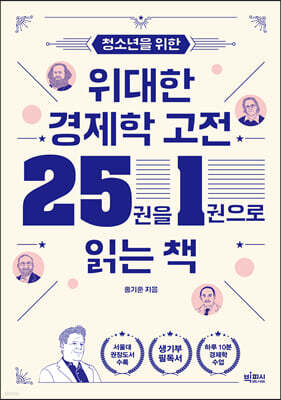 청소년을 위한
위대한
경제학 고전
25권을 1권으로
읽는 책
홍기훈 지음
서울대
권장도서
수록
생기부
필독서
하루 10분
경제학
수업
빅피시